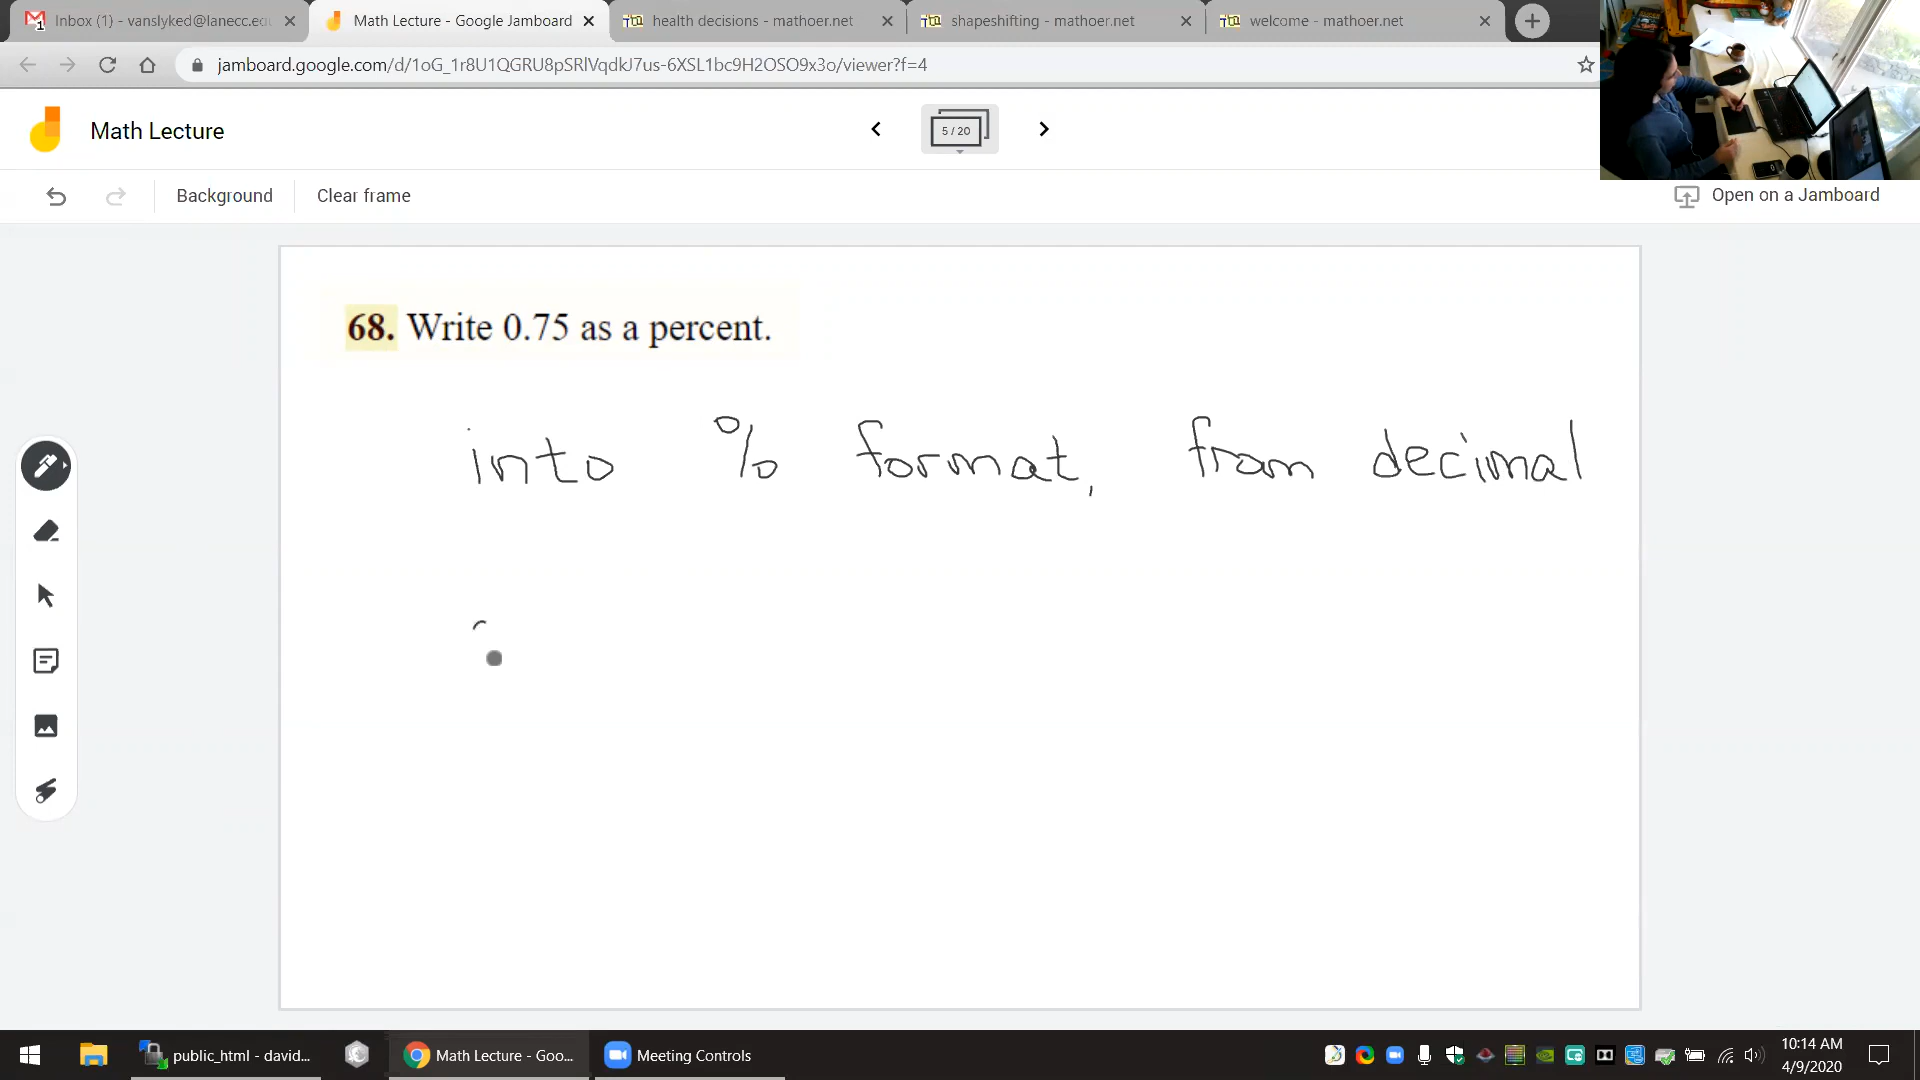 Inbox (1) - vanslyked@lanecc.edu
Math Lecture - Google Jamboard
health decisions - mathoer.net
shapeshifting - mathoer.net
welcome - mathoer.net
jamboard.google.com/d/1oG_1r8U1QGRU8pSRlVqdkJ7us-6XSL1bc9H2OSO9x3o/viewer?f=4
Math Lecture
5 / 20
Background
Clear frame
Open on a Jamboard
68. Write 0.75 as a percent.
into % format, from decimal
public_html - david...
Math Lecture - Goo...
Meeting Controls
10:14 AM
4/9/2020